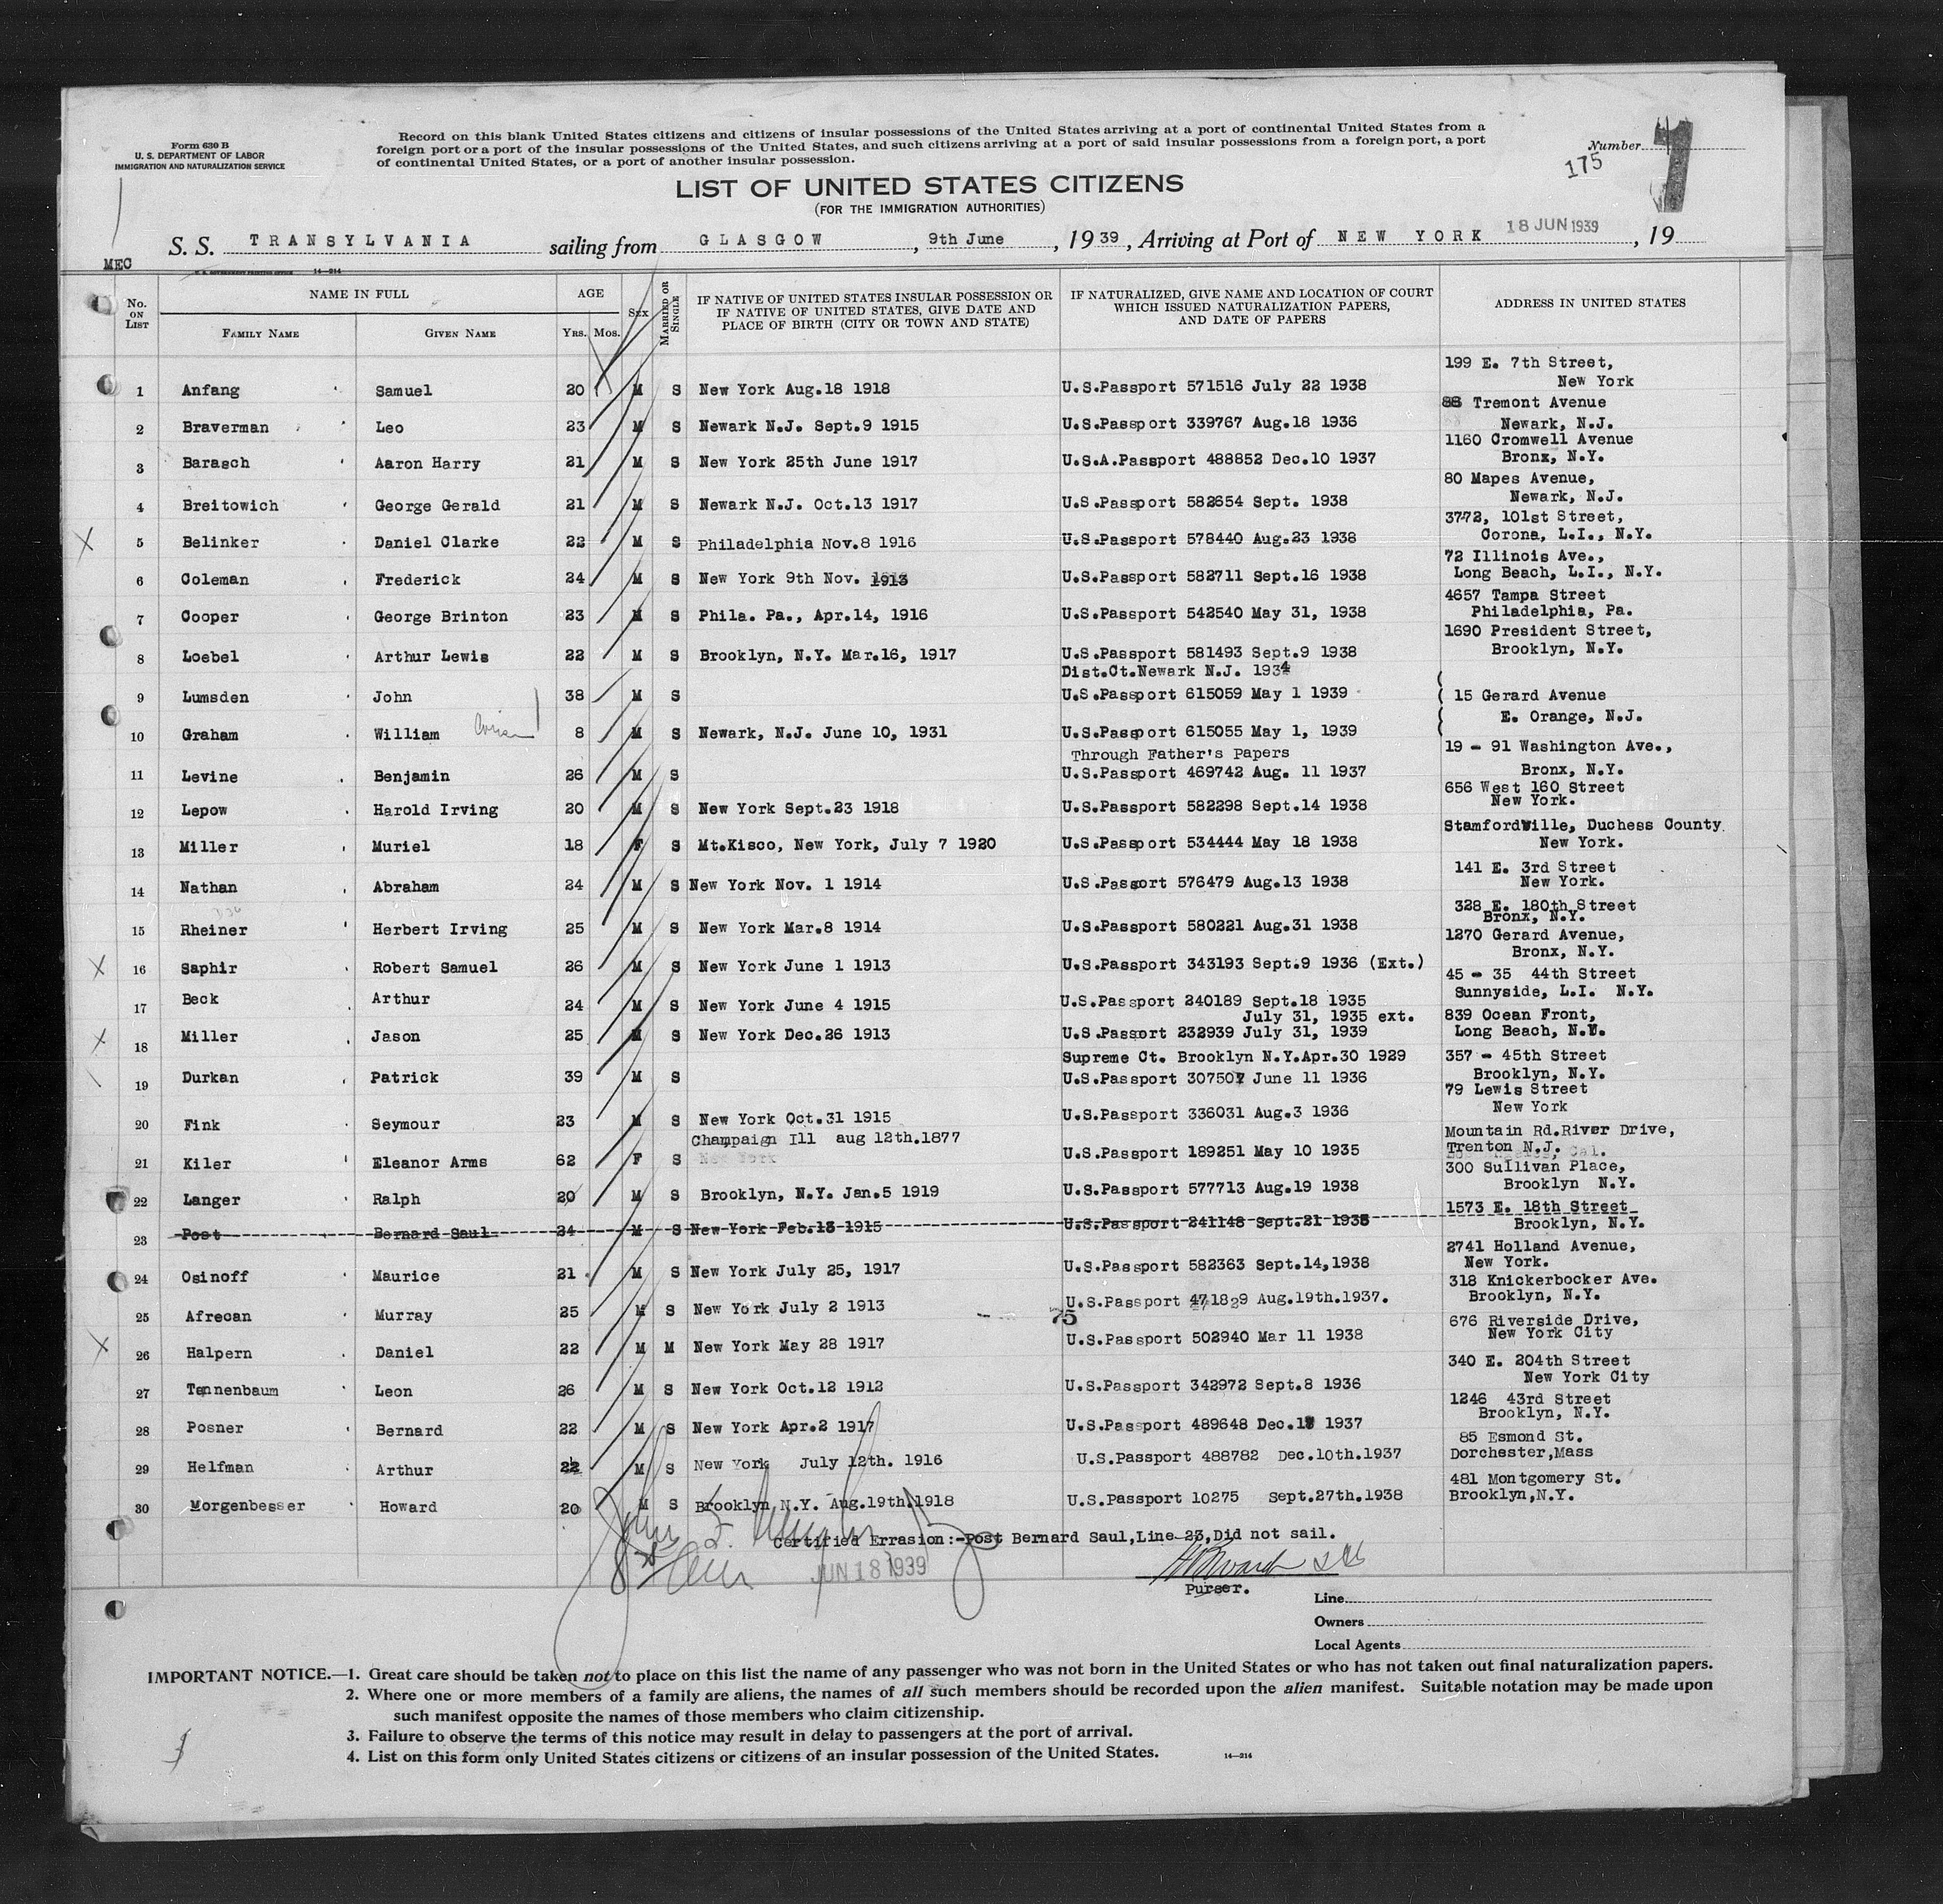 Form 630 B
U. S. DEPARTMENT OF LABOR
IMMIGRATION AND NATURALIZATION SERVICE
Record on this blank United States citizens and citizens of insular possessions of the United States arriving at a port of continental United States from a
foreign port or a port of the insular possessions of the United States, and such citizens arriving at a port of said insular possessions from a foreign port, a port
of continental United States, or a port of another insular possession.
Number 1
175
LIST OF UNITED STATES CITIZENS
(FOR THE IMMIGRATION AUTHORITIES)
S. S. TRANSYLVANIA sailing from GLASGOW, 9th June, 1939, Arriving at Port of NEW YORK 18 JUN 1939, 19
MEC
14—214
No. ON LIST
NAME IN FULL
FAMILY NAME GIVEN NAME
AGE
YRS. MOS.
SEX
MARRIED OR SINGLE
IF NATIVE OF UNITED STATES INSULAR POSSESSION OR
IF NATIVE OF UNITED STATES, GIVE DATE AND
PLACE OF BIRTH (CITY OR TOWN AND STATE)
IF NATURALIZED, GIVE NAME AND LOCATION OF COURT
WHICH ISSUED NATURALIZATION PAPERS,
AND DATE OF PAPERS
ADDRESS IN UNITED STATES
199 E. 7th Street,
1 Anfang Samuel 20 M S New York Aug.18 1918 U.S.Passport 571516 July 22 1938 New York
88 Tremont Avenue
2 Braverman Leo 23 M S Newark N.J. Sept.9 1915 U.S.Passport 339767 Aug.18 1936 Newark, N.J.
1160 Cromwell Avenue
3 Barasch Aaron Harry 21 M S New York 25th June 1917 U.S.A.Passport 488852 Dec.10 1937 Bronx, N.Y.
80 Mapes Avenue,
4 Breitowich George Gerald 21 M S Newark N.J. Oct.13 1917 U.S.Passport 582654 Sept. 1938 Newark, N.J.
3772, 101st Street,
5 Belinker Daniel Clarke 22 M S Philadelphia Nov.8 1916 U.S.Passport 578440 Aug.23 1938 Corona, L.I., N.Y.
72 Illinois Ave.,
6 Coleman Frederick 24 M S New York 9th Nov. 1913 U.S.Passport 582711 Sept.16 1938 Long Beach, L.I., N.Y.
4657 Tampa Street
7 Cooper George Brinton 23 M S Phila. Pa., Apr.14, 1916 U.S.Passport 542540 May 31, 1938 Philadelphia, Pa.
1690 President Street,
8 Loebel Arthur Lewis 22 M S Brooklyn, N.Y. Mar.16, 1917 U.S.Passport 581493 Sept.9 1938 Brooklyn, N.Y.
Dist.Ct.Newark N.J. 1934
9 Lumsden John 38 M S U.S.Passport 615059 May 1 1939 15 Gerard Avenue
E. Orange, N.J.
10 Graham William 8 M S Newark, N.J. June 10, 1931 U.S.Passport 615055 May 1, 1939
Through Father's Papers 19 - 91 Washington Ave.,
11 Levine Benjamin 26 M S U.S.Passport 469742 Aug. 11 1937 Bronx, N.Y.
656 West 160 Street
12 Lepow Harold Irving 20 M S New York Sept.23 1918 U.S.Passport 582298 Sept.14 1938 New York.
StamfordWille, Duchess County
13 Miller Muriel 18 F S Mt.Kisco, New York, July 7 1920 U.S.Passport 534444 May 18 1938 New York.
141 E. 3rd Street
14 Nathan Abraham 24 M S New York Nov. 1 1914 U.S.Passport 576479 Aug.13 1938 New York.
328 E. 180th Street
Bronx, N.Y.
15 Rheiner Herbert Irving 25 M S New York Mar.8 1914 U.S.Passport 580221 Aug.31 1938
1270 Gerard Avenue,
Bronx, N.Y.
16 Saphir Robert Samuel 26 M S New York June 1 1913 U.S.Passport 343193 Sept.9 1936 (Ext.)
45 - 35 44th Street
17 Beck Arthur 24 M S New York June 4 1915 U.S.Passport 240189 Sept.18 1935 Sunnyside, L.I. N.Y.
July 31, 1935 ext. 839 Ocean Front,
18 Miller Jason 25 M S New York Dec.26 1913 U.S.Passort 232939 July 31, 1939 Long Beach, N.Y.
Supreme Ct. Brooklyn N.Y.Apr.30 1929 357 - 45th Street
19 Durkan Patrick 39 M S U.S.Passport 307507 June 11 1936 Brooklyn, N.Y.
79 Lewis Street
20 Fink Seymour 23 M S New York Oct.31 1915 U.S.Passport 336031 Aug.3 1936 New York
Champaign Ill aug 12th.1877 Mountain Rd.River Drive,
21 Kiler Eleanor Arms 62 F S New York U.S.Passport 189251 May 10 1935 Trenton N.J.
300 Sullivan Place,
22 Langer Ralph 20 M S Brooklyn, N.Y. Jan.5 1919 U.S.Passport 577713 Aug.19 1938 Brooklyn N.Y.
1573 E. 18th Street
23 Post Bernard Saul 24 M S New York Feb.13 1915 U.S.Passport 241148 Sept.21 1935 Brooklyn, N.Y.
2741 Holland Avenue,
24 Osinoff Maurice 21 M S New York July 25, 1917 U.S.Passport 582363 Sept.14,1938 New York.
318 Knickerbocker Ave.
25 Afrecan Murray 25 M S New York July 2 1913 U.S.Passport 471829 Aug.19th.1937. Brooklyn, N.Y.
75
676 Riverside Drive,
26 Halpern Daniel 22 M M New York May 28 1917 U.S.Passport 502940 Mar 11 1938 New York City
340 E. 204th Street
27 Tennenbaum Leon 26 M S New York Oct.12 1912 U.S.Passport 342972 Sept.8 1936 New York City
1246 43rd Street
28 Posner Bernard 22 M S New York Apr.2 1917 U.S.Passport 489648 Dec. 1937 Brooklyn, N.Y.
85 Esmond St.
29 Helfman Arthur 22 M S New York July 12th. 1916 U.S.Passport 488782 Dec.10th.1937 Dorchester,Mass
481 Montgomery St.
30 Morgenbesser Howard 20 M S Brooklyn N.Y. Aug.19th.1918 U.S.Passport 10275 Sept.27th.1938 Brooklyn,N.Y.
Certified Errasion:-Post Bernard Saul,Line 23,Did not sail.
JUN 18 1939
Purser.
Line
Owners
Local Agents
IMPORTANT NOTICE.—1. Great care should be taken not to place on this list the name of any passenger who was not born in the United States or who has not taken out final naturalization papers.
2. Where one or more members of a family are aliens, the names of all such members should be recorded upon the alien manifest. Suitable notation may be made upon
such manifest opposite the names of those members who claim citizenship.
3. Failure to observe the terms of this notice may result in delay to passengers at the port of arrival.
4. List on this form only United States citizens or citizens of an insular possession of the United States.
14—214